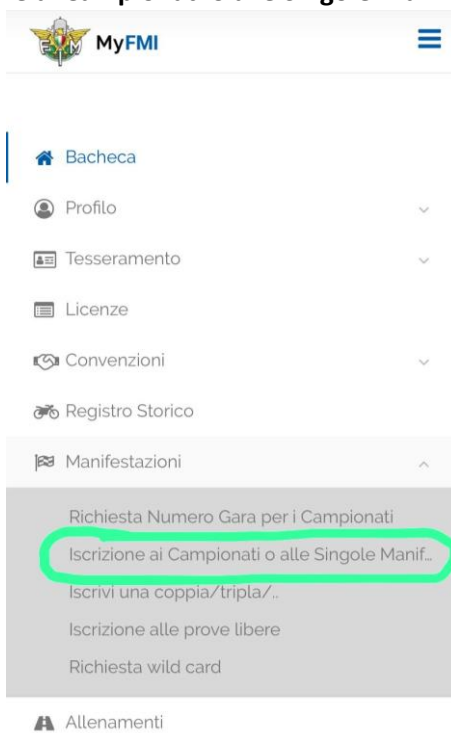 MyFMI
Bacheca
Profilo
Tesseramento
Licenze
Convenzioni
Registro Storico
Manifestazioni
Richiesta Numero Gara per i Campionati
Iscrizione ai Campionati o alle Singole Manif...
Iscrivi una coppia/tripla/..
Iscrizione alle prove libere
Richiesta wild card
Allenamenti